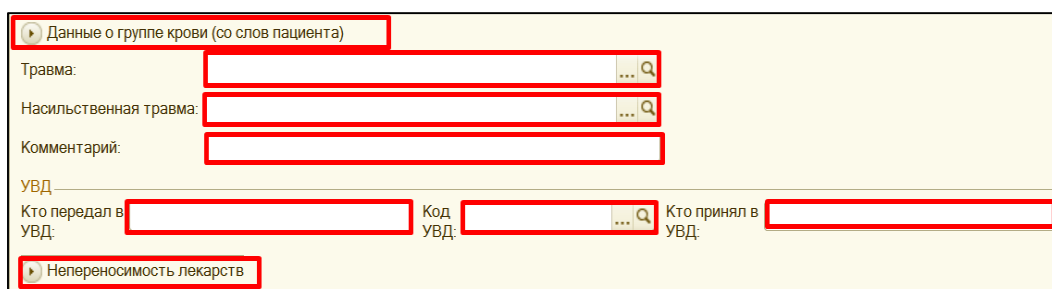 Данные о группе крови (со слов пациента)
Травма:
...
Насильственная травма:
...
Комментарий:
УВД
Кто передал в УВД:
Код УВД:
...
Кто принял в УВД:
Непереносимость лекарств